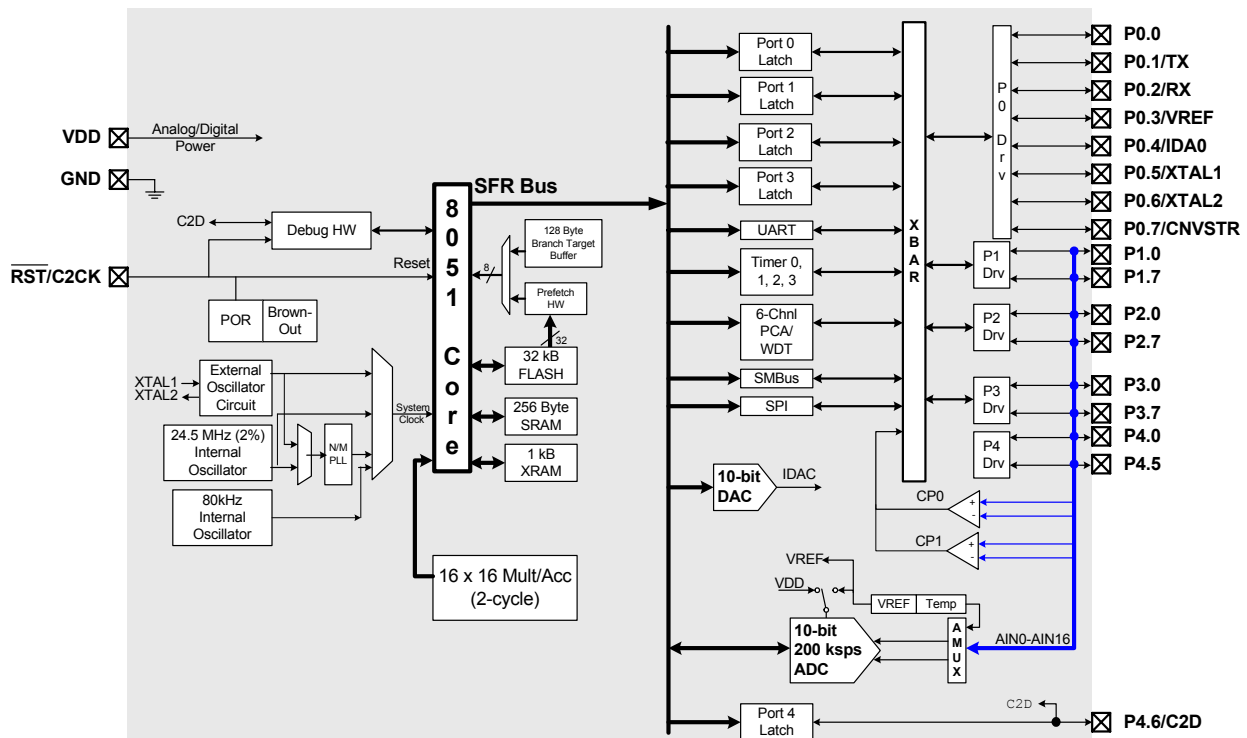 VDD
Analog/Digital
Power
GND
C2D
Debug HW
RST/C2CK
Reset
POR
Brown-
Out
XTAL1
XTAL2
External
Oscillator
Circuit
24.5 MHz (2%)
Internal
Oscillator
N/M
PLL
80kHz
Internal
Oscillator
System
Clock
8051 Core
SFR Bus
128 Byte
Branch Target
Buffer
8
Prefetch
HW
32
32 kB
FLASH
256 Byte
SRAM
1 kB
XRAM
16 x 16 Mult/Acc
(2-cycle)
Port 0
Latch
Port 1
Latch
Port 2
Latch
Port 3
Latch
UART
Timer 0,
1, 2, 3
6-Chnl
PCA/
WDT
SMBus
SPI
10-bit
DAC
IDAC
XBAR
P0 Drv
P1
Drv
P2
Drv
P3
Drv
P4
Drv
CP0
+
-
CP1
+
-
VREF
VDD
VREF
Temp
10-bit
200 ksps
ADC
AMUX
AIN0-AIN16
Port 4
Latch
C2D
P0.0
P0.1/TX
P0.2/RX
P0.3/VREF
P0.4/IDA0
P0.5/XTAL1
P0.6/XTAL2
P0.7/CNVSTR
P1.0
P1.7
P2.0
P2.7
P3.0
P3.7
P4.0
P4.5
P4.6/C2D